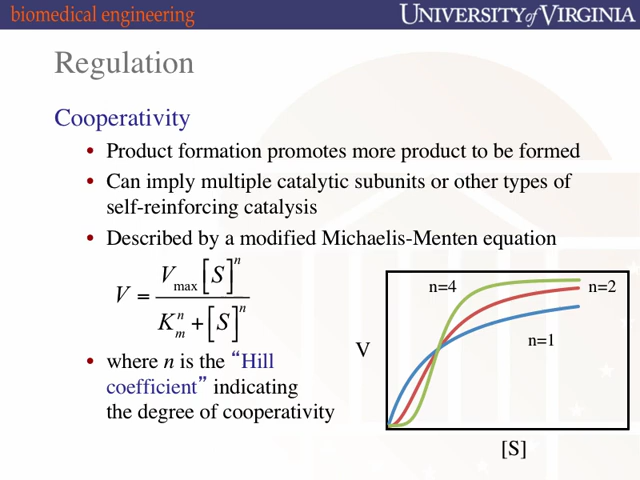 biomedical engineering
UNIVERSITY of VIRGINIA
Regulation
Cooperativity
• Product formation promotes more product to be formed
• Can imply multiple catalytic subunits or other types of
self-reinforcing catalysis
• Described by a modified Michaelis-Menten equation
V = V_max [S]^n / (K_m^n + [S]^n)
• where n is the “Hill
coefficient” indicating
the degree of cooperativity
n=4
n=2
n=1
V
[S]